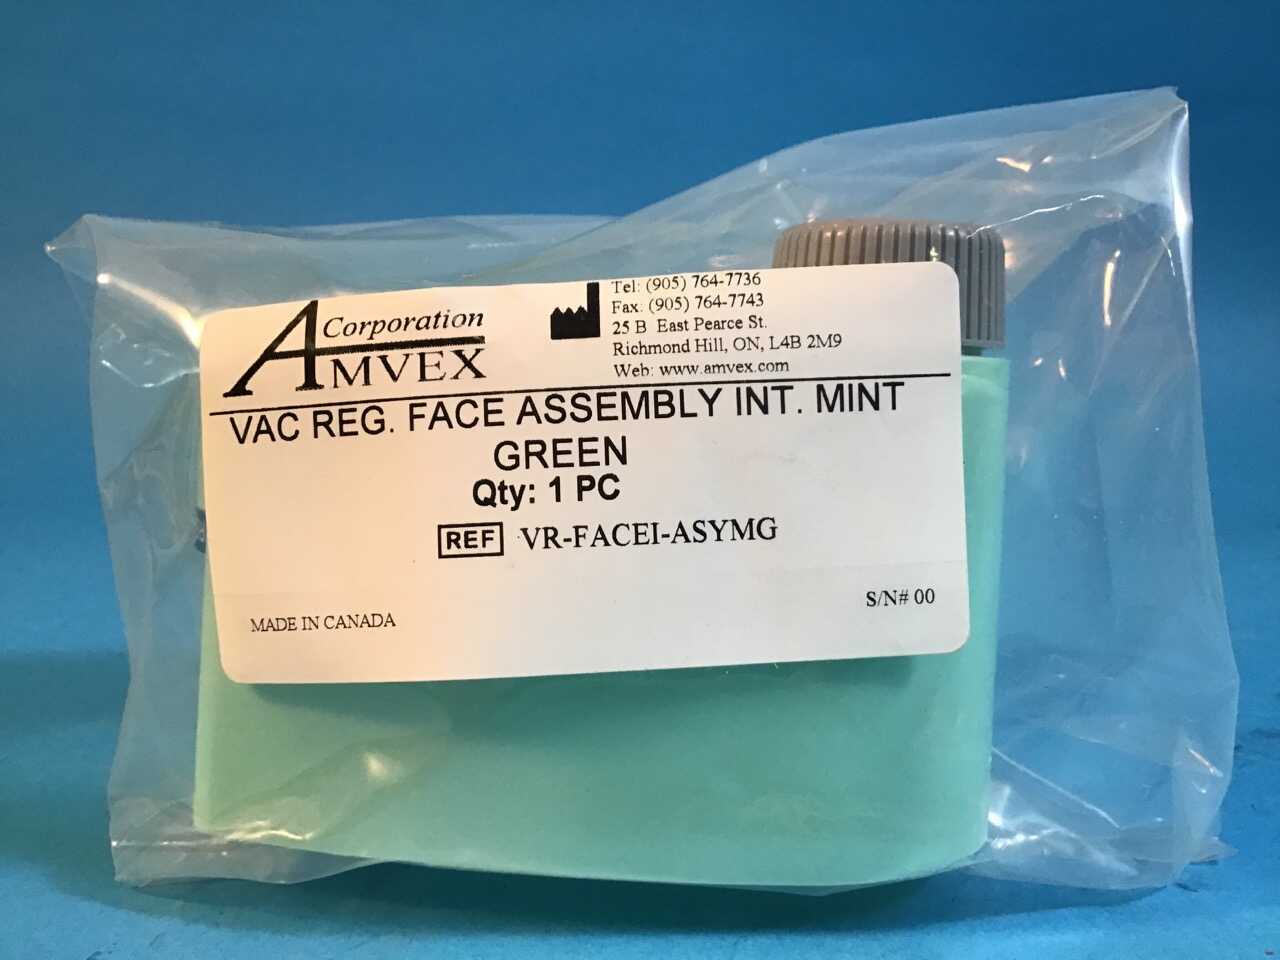 Corporation
AMVEX
Tel: (905) 764-7736
Fax: (905) 764-7743
25 B East Pearce St.
Richmond Hill, ON, L4B 2M9
Web: www.amvex.com
VAC REG. FACE ASSEMBLY INT. MINT
GREEN
Qty: 1 PC
REF VR-FACEI-ASYMG
S/N# 00
MADE IN CANADA